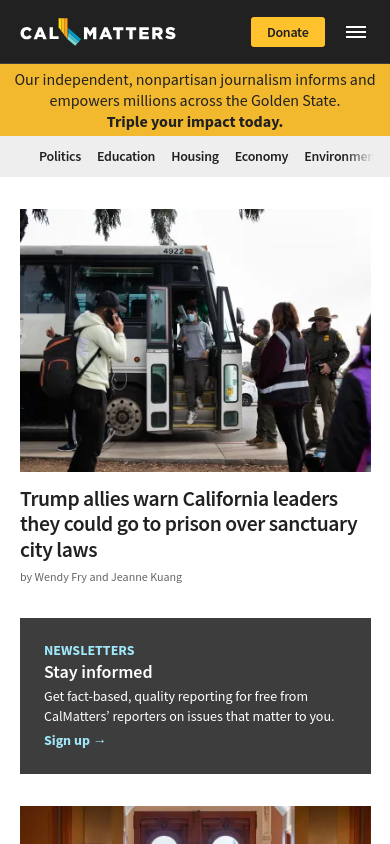 CAL MATTERS
Donate
Our independent, nonpartisan journalism informs and
empowers millions across the Golden State.
Triple your impact today.
Politics Education Housing Economy Environmen
4922
Trump allies warn California leaders
they could go to prison over sanctuary
city laws
by Wendy Fry and Jeanne Kuang
NEWSLETTERS
Stay informed
Get fact-based, quality reporting for free from
CalMatters’ reporters on issues that matter to you.
Sign up →